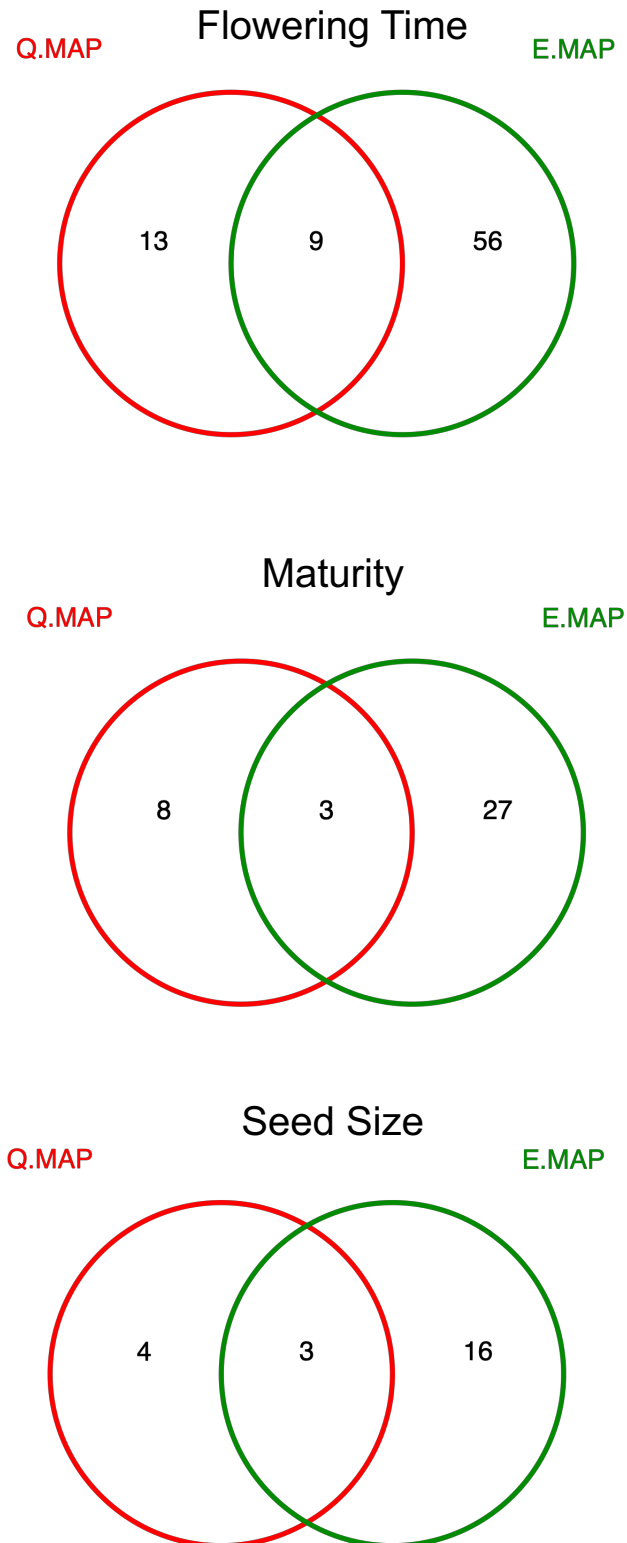 Flowering Time
Q.MAP E.MAP
13 9 56
Maturity
Q.MAP E.MAP
8 3 27
Seed Size
Q.MAP E.MAP
4 3 16